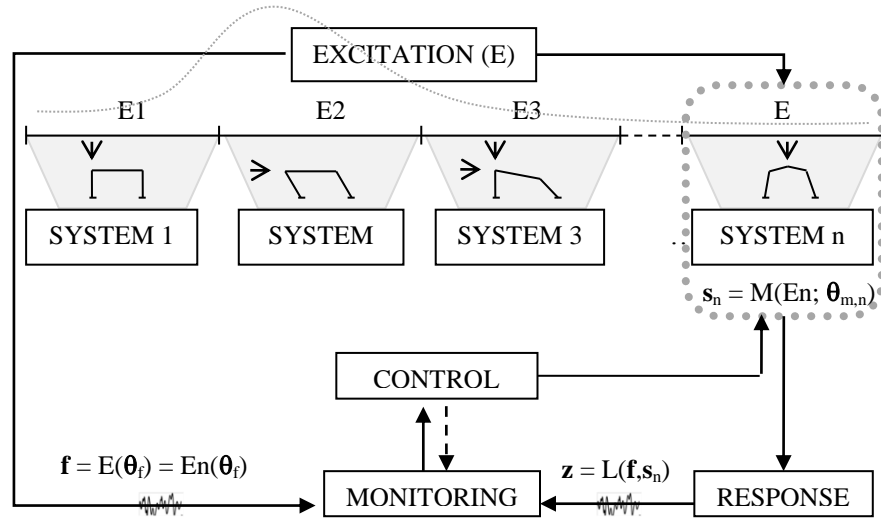 EXCITATION (E)
E1 E2 E3 E
SYSTEM 1 SYSTEM SYSTEM 3 .. SYSTEM n
sₙ = M(En; θₘ,ₙ)
CONTROL
f = E(θf) = En(θf)
z = L(f,sₙ)
MONITORING RESPONSE